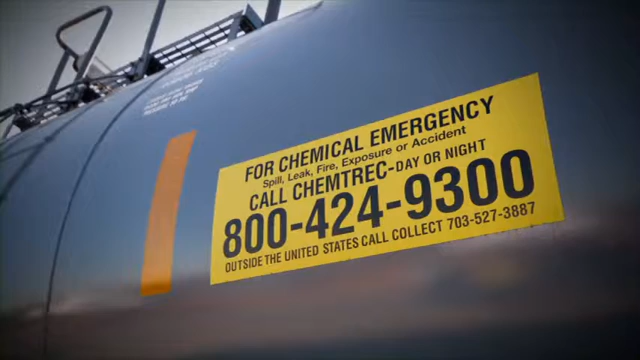 FOR CHEMICAL EMERGENCY
Spill, Leak, Fire, Exposure or Accident
CALL CHEMTREC-DAY OR NIGHT
800-424-9300
OUTSIDE THE UNITED STATES CALL COLLECT 703-527-3887